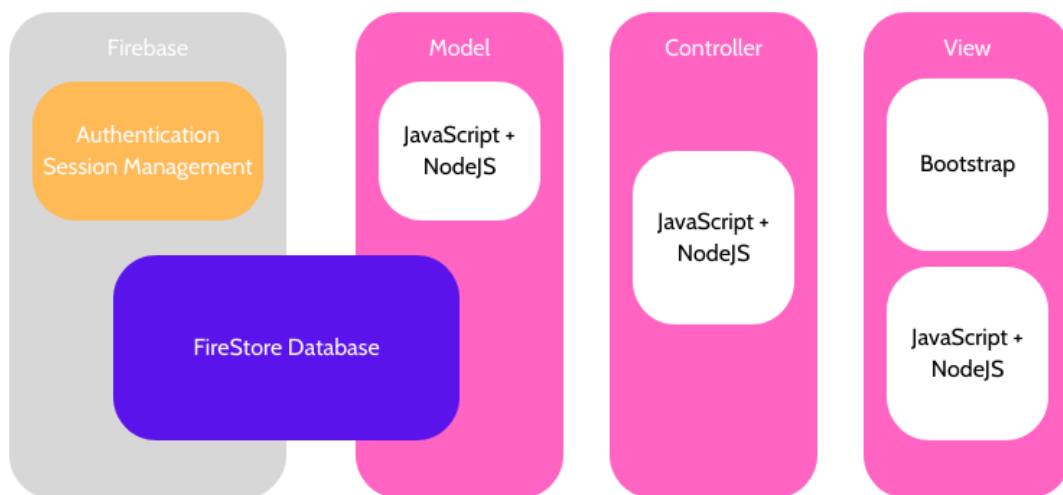 Firebase
Model
Controller
View
Authentication
Session Management
JavaScript +
NodeJS
JavaScript +
NodeJS
Bootstrap
FireStore Database
JavaScript +
NodeJS